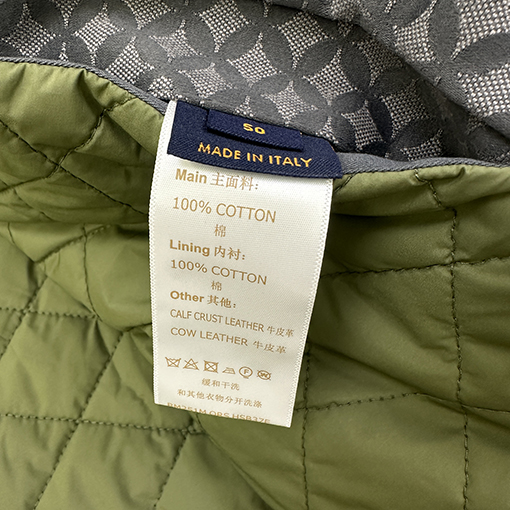 50
MADE IN ITALY
Main 主面料:
100% COTTON
棉
Lining 内衬:
100% COTTON
棉
Other 其他:
CALF CRUST LEATHER 牛皮革
COW LEATHER 牛皮革
缓和干洗
和其他衣物分开洗涤